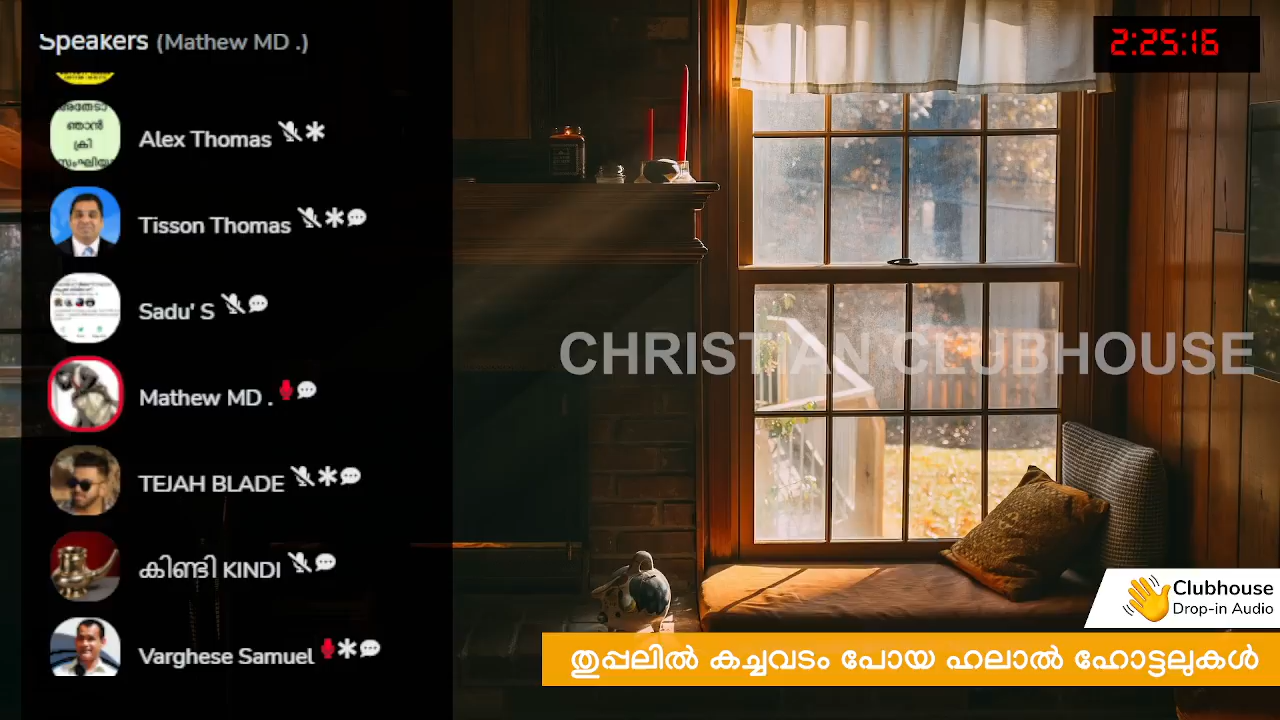 Speakers (Mathew MD .)
2:25:16
അതേടാ
ഞാൻ
ക്രി
Alex Thomas
Tisson Thomas
Sadu' S
CHRISTIAN CLUBHOUSE
Mathew MD .
TEJAH BLADE
കിണ്ടി KINDI
Clubhouse
Drop-in Audio
Varghese Samuel
തുപ്പലിൽ കച്ചവടം പോയ ഹലാൽ ഹോട്ടലുകൾ